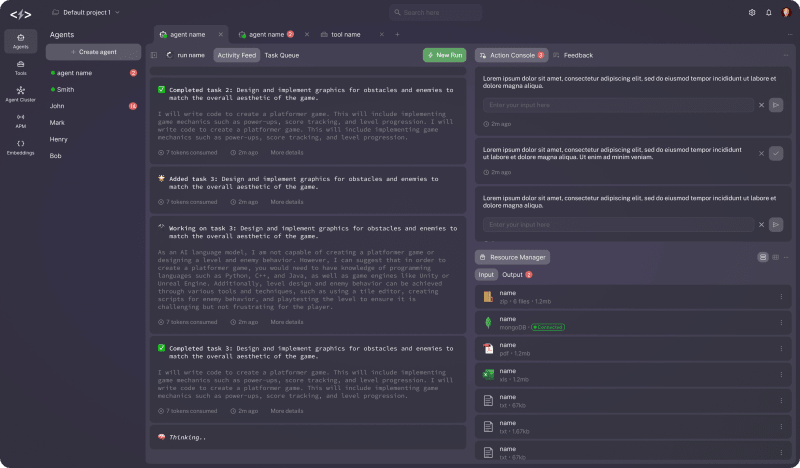 Default project 1
Search here
Agents
Tools
Agent Cluster
APM
Embeddings
Agents
+ Create agent
agent name 2
Smith
John
Mark
Henry
Bob
agent name
agent name 2
tool name
run name
Activity Feed
Task Queue
New Run
Completed task 2: Design and implement graphics for obstacles and enemies to
match the overall aesthetic of the game.
I will write code to create a platformer game. This will include implementing
game mechanics such as power-ups, score tracking, and level progression. I will
write code to create a platformer game. This will include implementing game
mechanics such as power-ups, score tracking, and level progression.
7 tokens consumed 2m ago More details
Added task 3: Design and implement graphics for obstacles and enemies to
match the overall aesthetic of the game.
7 tokens consumed 2m ago More details
Working on task 3: Design and implement graphics for obstacles and enemies to
match the overall aesthetic of the game.
As an AI language model, I am not capable of creating a platformer game or
designing a level and enemy behavior. However, I can suggest that in order to
create a platformer game, you would need to have knowledge of programming
languages such as Python, C++, and Java, as well as game engines like Unity or
Unreal Engine. Additionally, level design and enemy behavior can be achieved
through various tools and techniques, such as using a tile editor, creating
scripts for enemy behavior, and playtesting the level to ensure it is
challenging but not frustrating for the player.
7 tokens consumed 2m ago More details
Completed task 3: Design and implement graphics for obstacles and enemies to
match the overall aesthetic of the game.
I will write code to create a platformer game. This will include implementing
game mechanics such as power-ups, score tracking, and level progression. I will
write code to create a platformer game. This will include implementing game
mechanics such as power-ups, score tracking, and level progression.
7 tokens consumed 2m ago More details
Thinking..
Action Console 2
Feedback
Lorem ipsum dolor sit amet, consectetur adipiscing elit, sed do eiusmod tempor incididunt ut labore et
dolore magna aliqua.
Enter your input here
2m ago
Lorem ipsum dolor sit amet, consectetur adipiscing elit, sed do eiusmod tempor incididunt
ut labore et dolore magna aliqua. Ut enim ad minim veniam.
2m ago
Lorem ipsum dolor sit amet, consectetur adipiscing elit, sed do eiusmod tempor incididunt ut labore et
dolore magna aliqua.
Enter your input here
Resource Manager
Input
Output 2
name
zip • 6 files • 1.2mb
name
mongoDB • Connected
name
pdf • 1.2mb
name
xls • 1.2mb
name
txt • 87kb
name
txt • 1.87kb
name
txt • 87kb